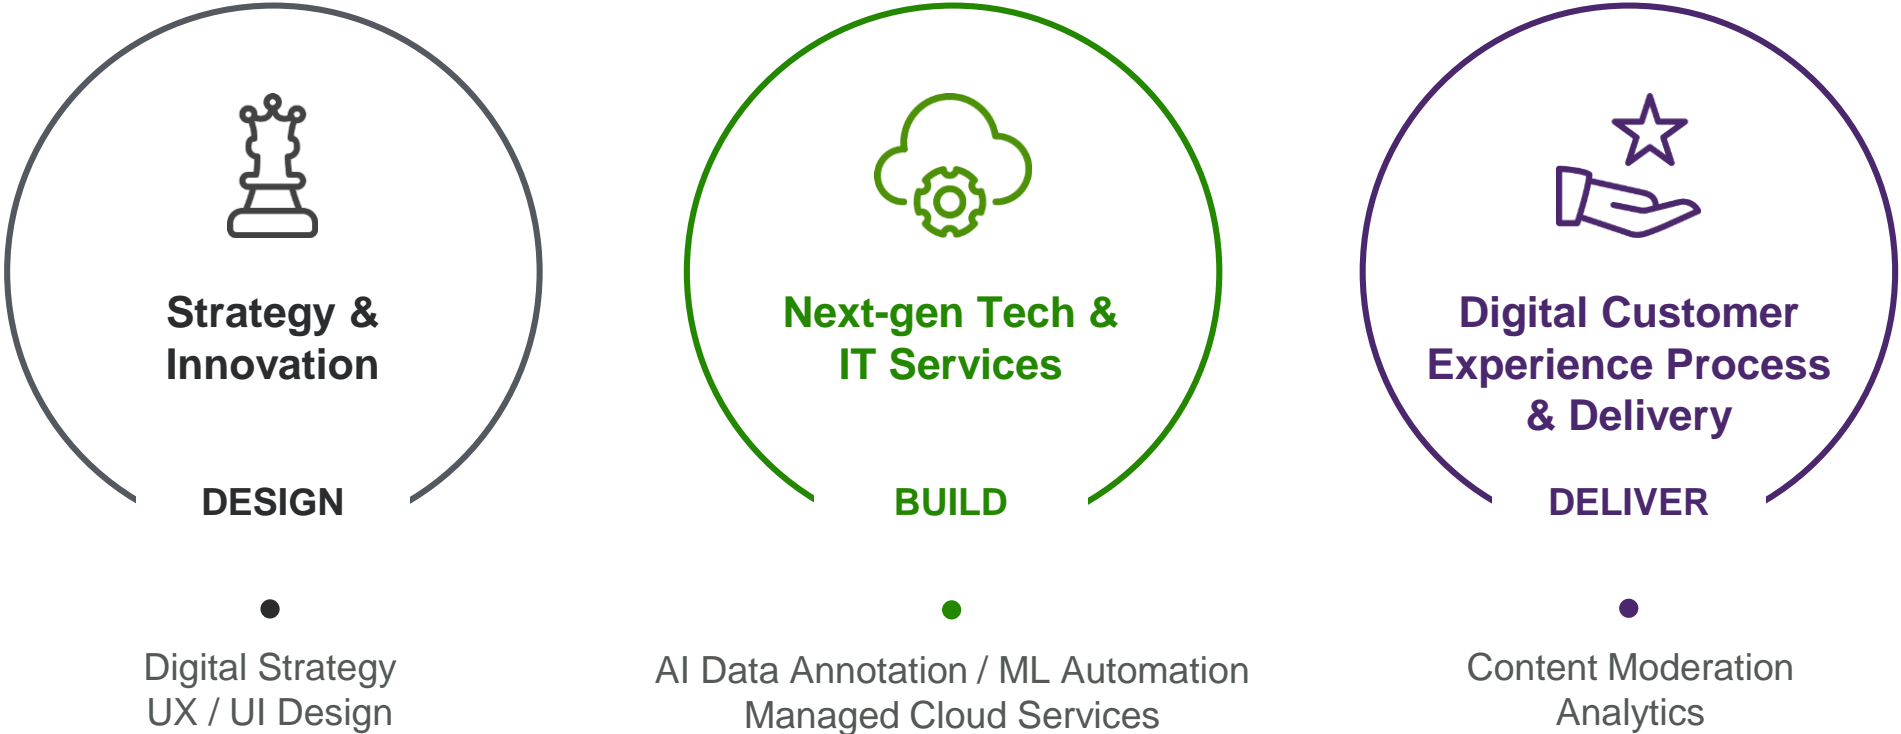 Strategy &
Innovation
DESIGN
Digital Strategy
UX / UI Design
Next-gen Tech &
IT Services
BUILD
AI Data Annotation / ML Automation
Managed Cloud Services
Digital Customer
Experience Process
& Delivery
DELIVER
Content Moderation
Analytics